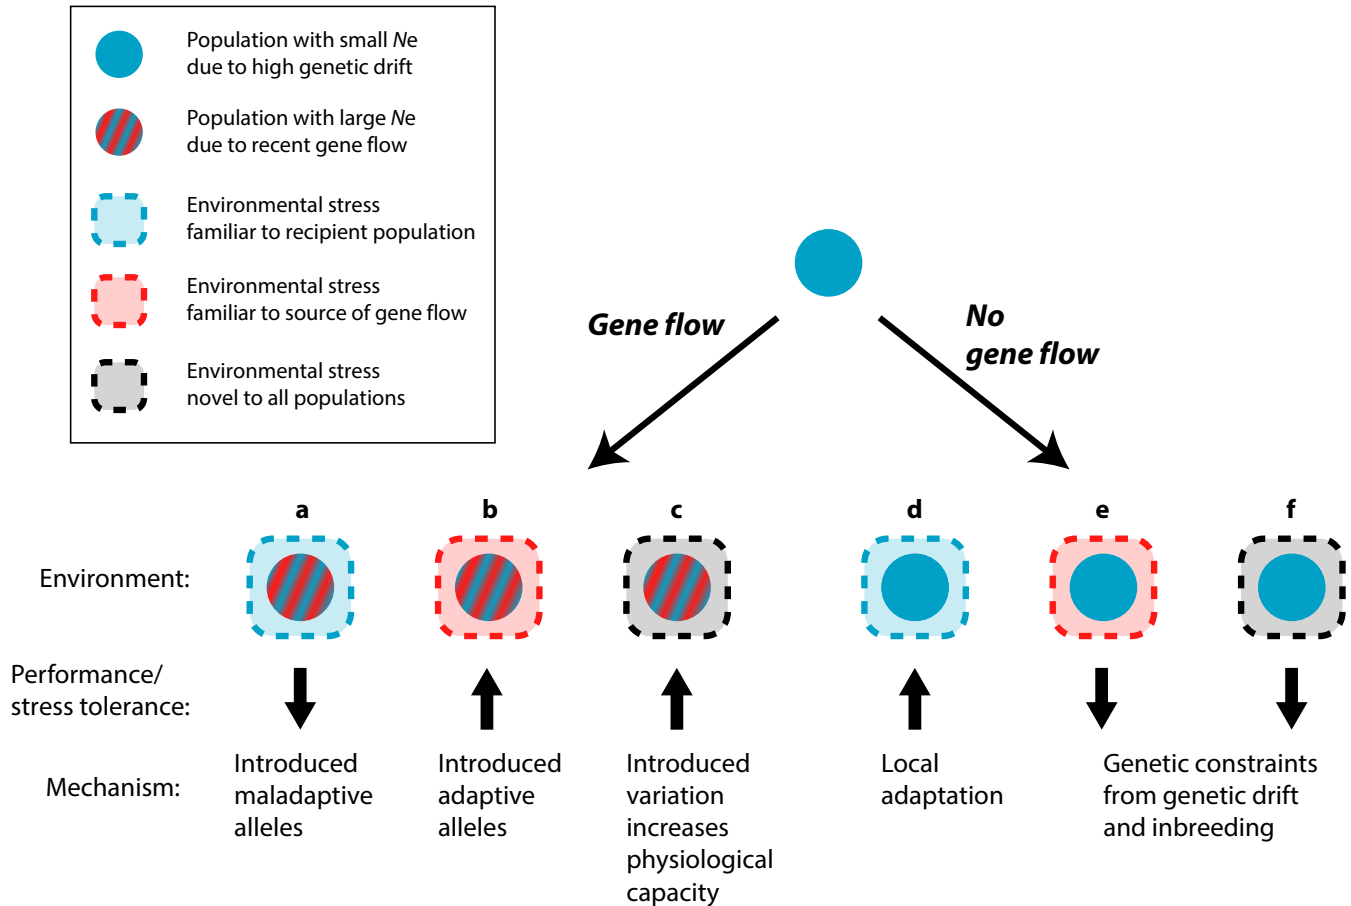 Population with small Ne
due to high genetic drift
Population with large Ne
due to recent gene flow
Environmental stress
familiar to recipient population
Environmental stress
familiar to source of gene flow
Environmental stress
novel to all populations
Gene flow
No
gene flow
a b c d e f
Environment:
Performance/
stress tolerance:
Mechanism:
Introduced
maladaptive
alleles
Introduced
adaptive
alleles
Introduced
variation
increases
physiological
capacity
Local
adaptation
Genetic constraints
from genetic drift
and inbreeding